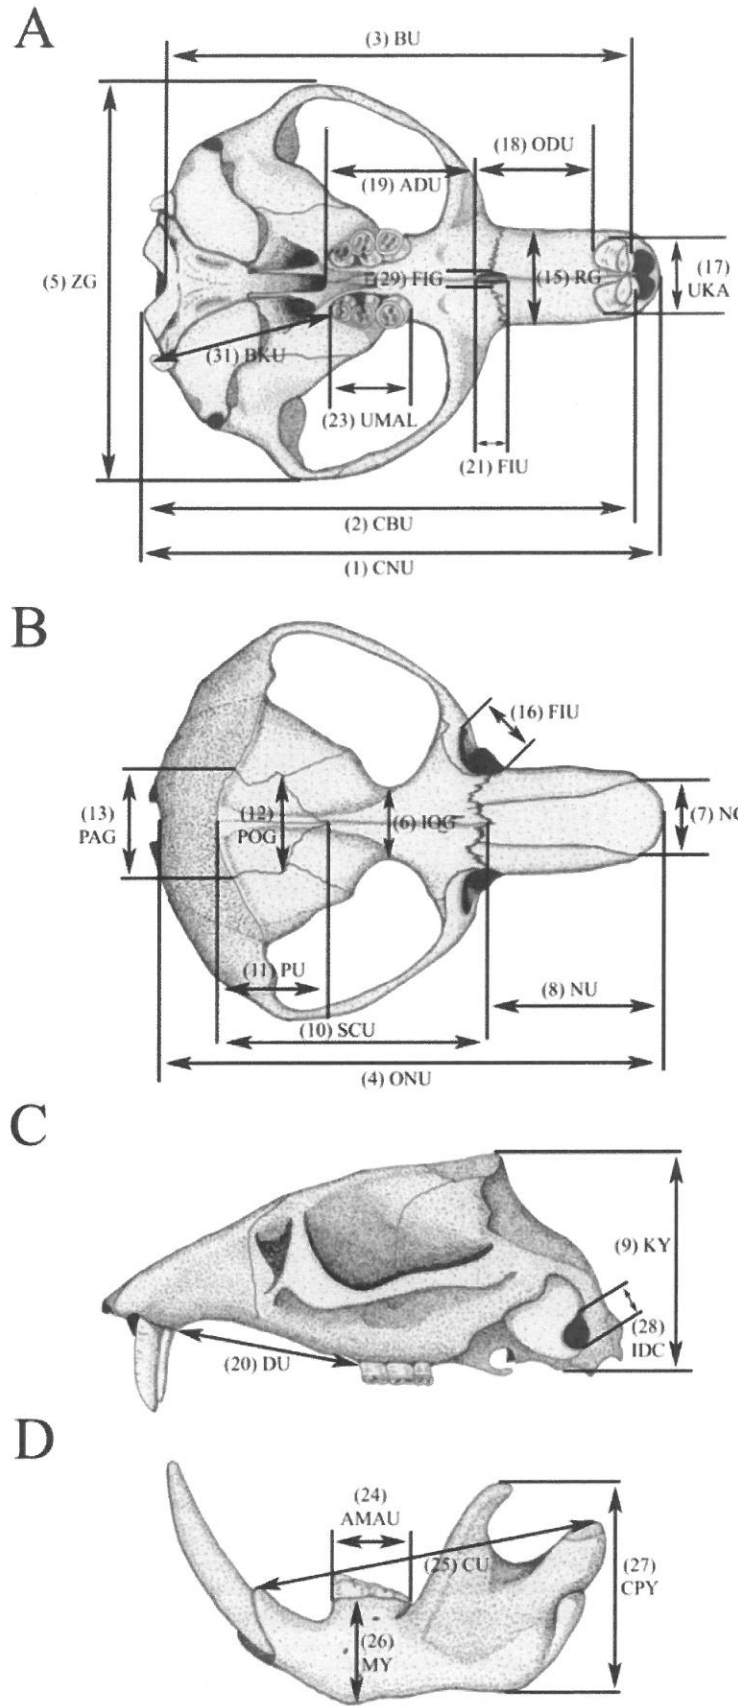 A
(3) BU
(18) ODU
(19) ADU
(17)
UKA
(5) ZG
(29) FIG
(15) RG
(31) BKU
(23) UMAL
(21) FIU
(2) CBU
(1) CNU
B
(16) FIU
(13)
PAG
(12)
POG
(6) IOG
(7) NG
(11) PU
(8) NU
(10) SCU
(4) ONU
C
(9) KY
(28)
IDC
(20) DU
D
(24)
AMAU
(25) CU
(27)
CPY
(26)
MY